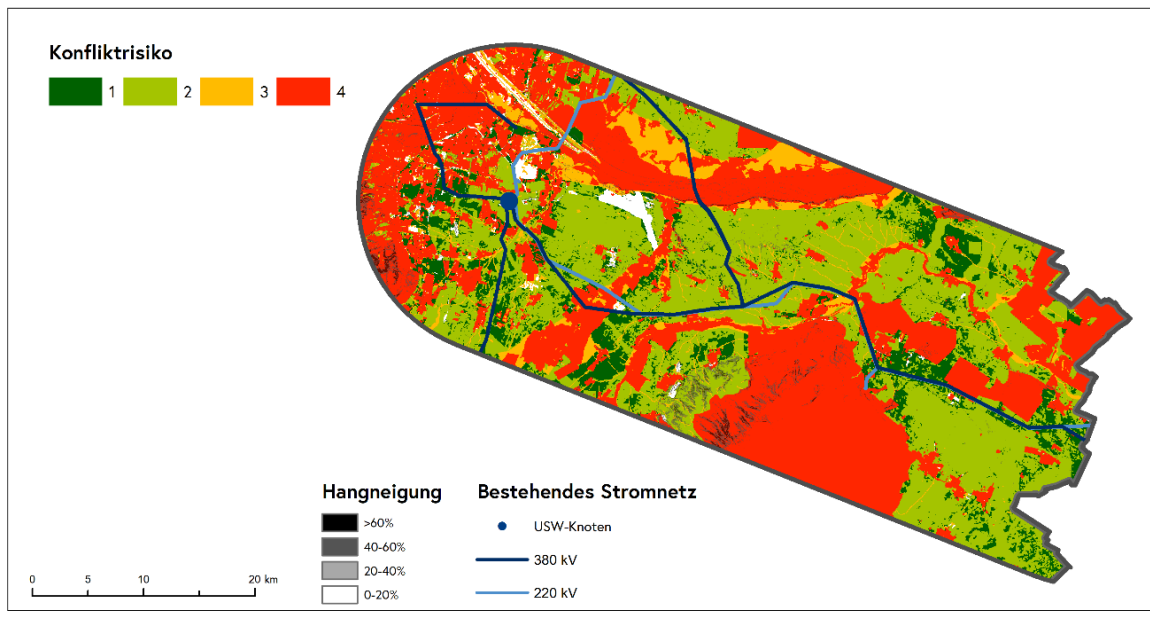 Konfliktrisiko
1 2 3 4
Hangneigung
>60%
40-60%
20-40%
0-20%
Bestehendes Stromnetz
USW-Knoten
380 kV
220 kV
0 5 10 20 km